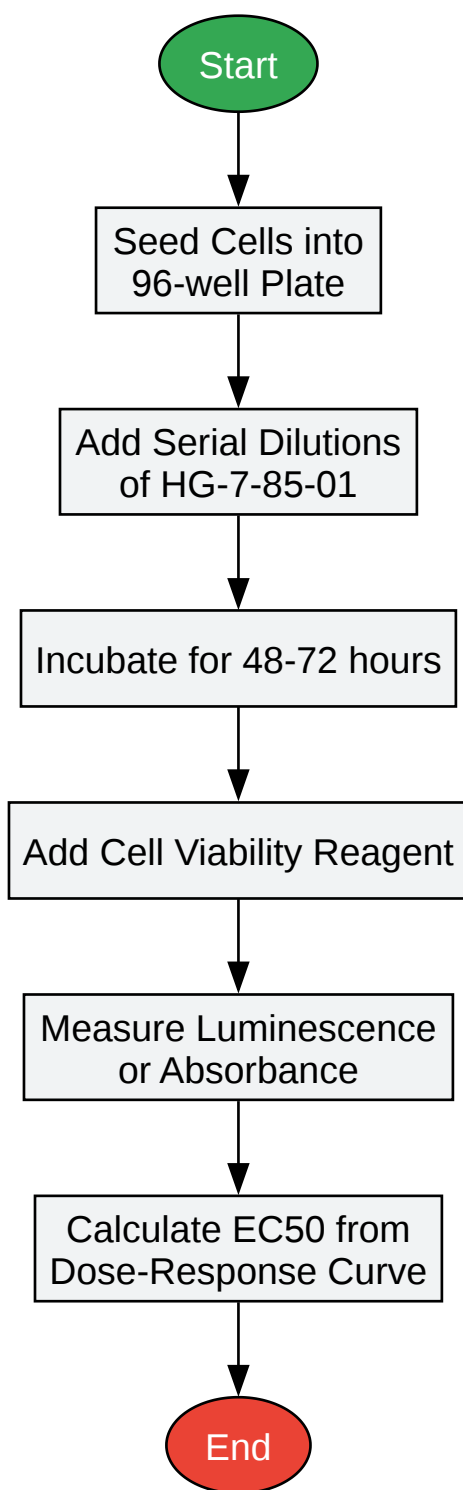 Start
Seed Cells into
96-well Plate
Add Serial Dilutions
of HG-7-85-01
Incubate for 48-72 hours
Add Cell Viability Reagent
Measure Luminescence
or Absorbance
Calculate EC50 from
Dose-Response Curve
End